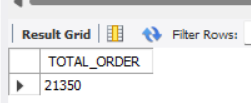 Result Grid Filter Rows:
TOTAL_ORDER
21350